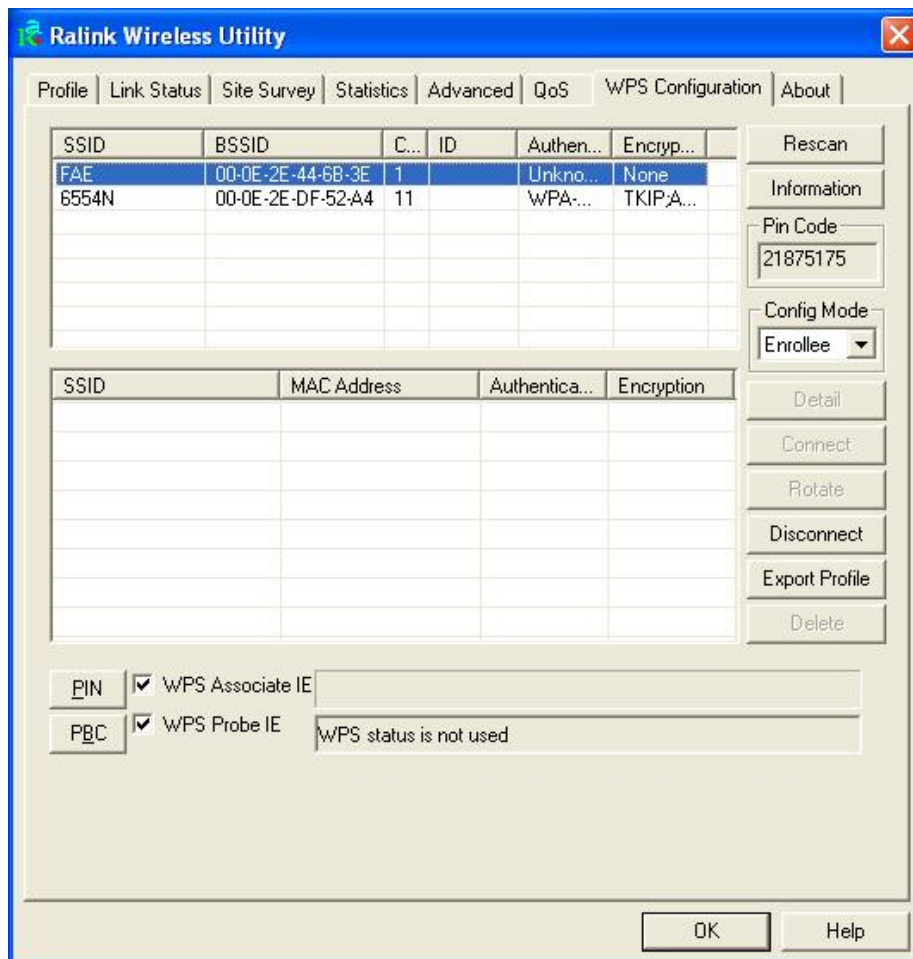 Ralink Wireless Utility
Profile Link Status Site Survey Statistics Advanced QoS WPS Configuration About
SSID BSSID C... ID Authen... Encryp...
FAE 00-0E-2E-44-6B-3E 1 Unkno... None
6554N 00-0E-2E-DF-52-A4 11 WPA-... TKIP;A...
Rescan
Information
Pin Code
21875175
Config Mode
Enrollee
SSID MAC Address Authentica... Encryption
Detail
Connect
Rotate
Disconnect
Export Profile
Delete
PIN WPS Associate IE
PBC WPS Probe IE WPS status is not used
OK Help